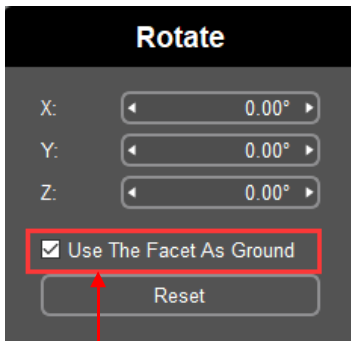 Rotate
X: 0.00°
Y: 0.00°
Z: 0.00°
Use The Facet As Ground
Reset